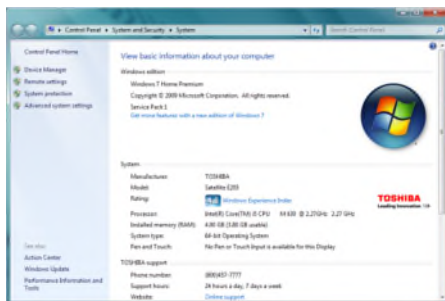 Control Panel ▸ System and Security ▸ System
Search Control Panel
Control Panel Home
Device Manager
Remote settings
System protection
Advanced system settings
See also
Action Center
Windows Update
Performance Information and Tools
View basic information about your computer
Windows edition
Windows 7 Home Premium
Copyright © 2009 Microsoft Corporation. All rights reserved.
Service Pack 1
Get more features with a new edition of Windows 7
System
Manufacturer: TOSHIBA
Model: Satellite E205
Rating: Windows Experience Index
Processor: Intel(R) Core(TM) i5 CPU M 430 @ 2.27GHz 2.27 GHz
Installed memory (RAM): 4.00 GB (3.80 GB usable)
System type: 64-bit Operating System
Pen and Touch: No Pen or Touch Input is available for this Display
TOSHIBA
Leading Innovation
TOSHIBA support
Phone number: (800)457-7777
Support hours: 24 hours a day, 7 days a week
Website: Online support